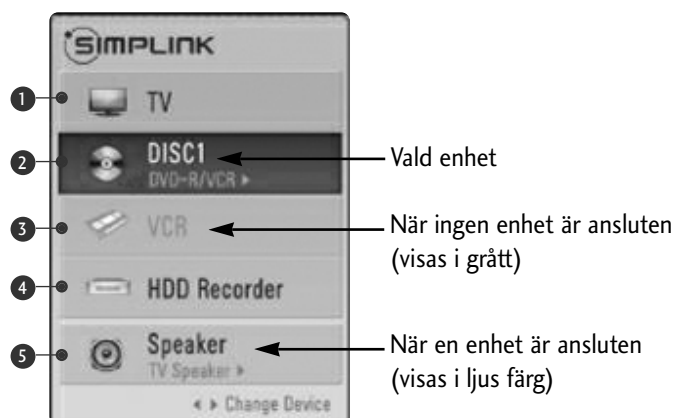 SIMPLINK
1 TV
2 DISC1 Vald enhet
DVD-R/VCR ▸
3 VCR När ingen enhet är ansluten
(visas i grått)
4 HDD Recorder
5 Speaker När en enhet är ansluten
TV Speaker ▸ (visas i ljus färg)
◂ ▸ Change Device